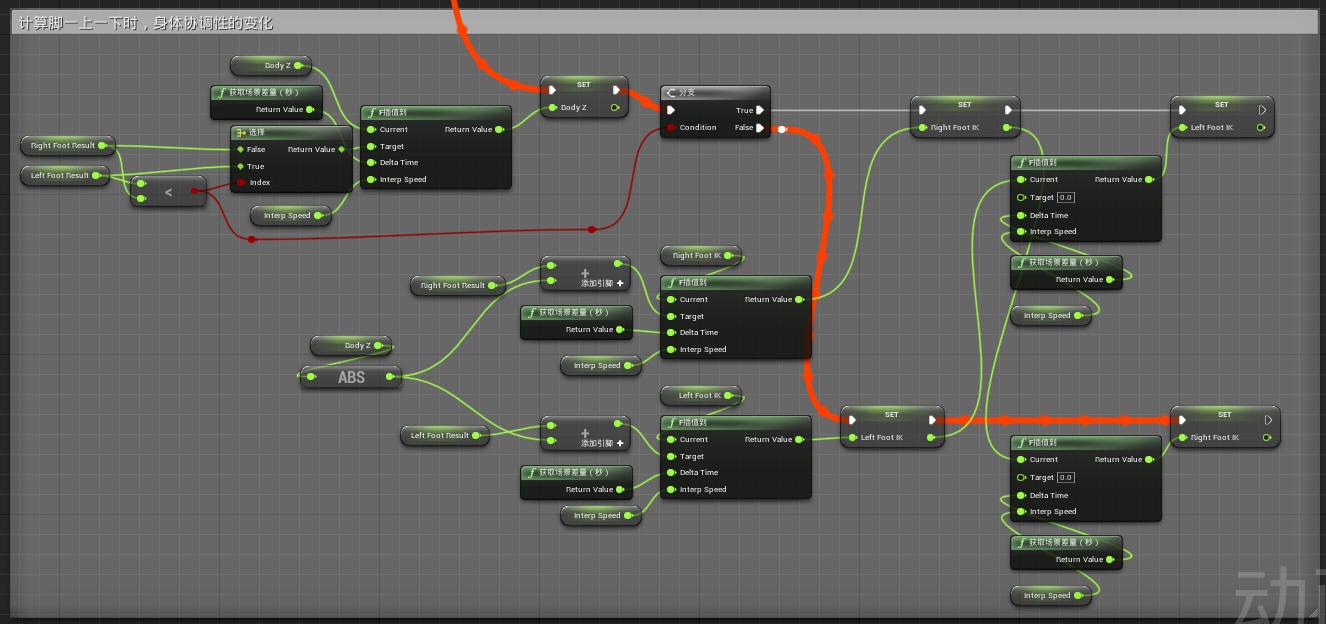 计算脚一上一下时，身体协调性的变化
Body Z
获取场景差量（秒）
Return Value
Right Foot Result
Left Foot Result
<
选择
False
Return Value
True
Index
Interp Speed
F插值到
Current
Return Value
Target
Delta Time
Interp Speed
SET
Body Z
分支
True
Condition
False
SET
Right Foot IK
SET
Left Foot IK
F插值到
Current
Return Value
Target 0.0
Delta Time
Interp Speed
获取场景差量（秒）
Return Value
Interp Speed
Right Foot Result
+
添加引脚 +
获取场景差量（秒）
Return Value
Interp Speed
Right Foot IK
F插值到
Current
Return Value
Target
Delta Time
Interp Speed
Body Z
ABS
Left Foot Result
+
添加引脚 +
获取场景差量（秒）
Return Value
Interp Speed
Left Foot IK
F插值到
Current
Return Value
Target
Delta Time
Interp Speed
SET
Left Foot IK
SET
Right Foot IK
F插值到
Current
Return Value
Target 0.0
Delta Time
Interp Speed
获取场景差量（秒）
Return Value
Interp Speed
动